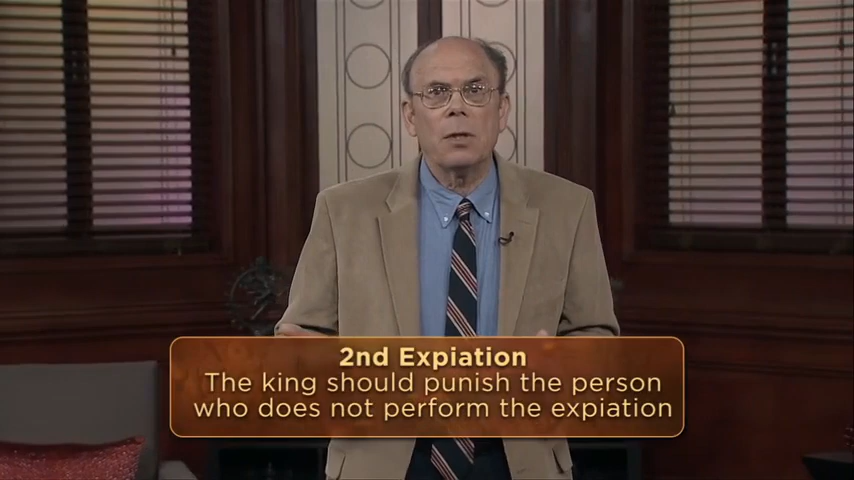 2nd Expiation
The king should punish the person
who does not perform the expiation